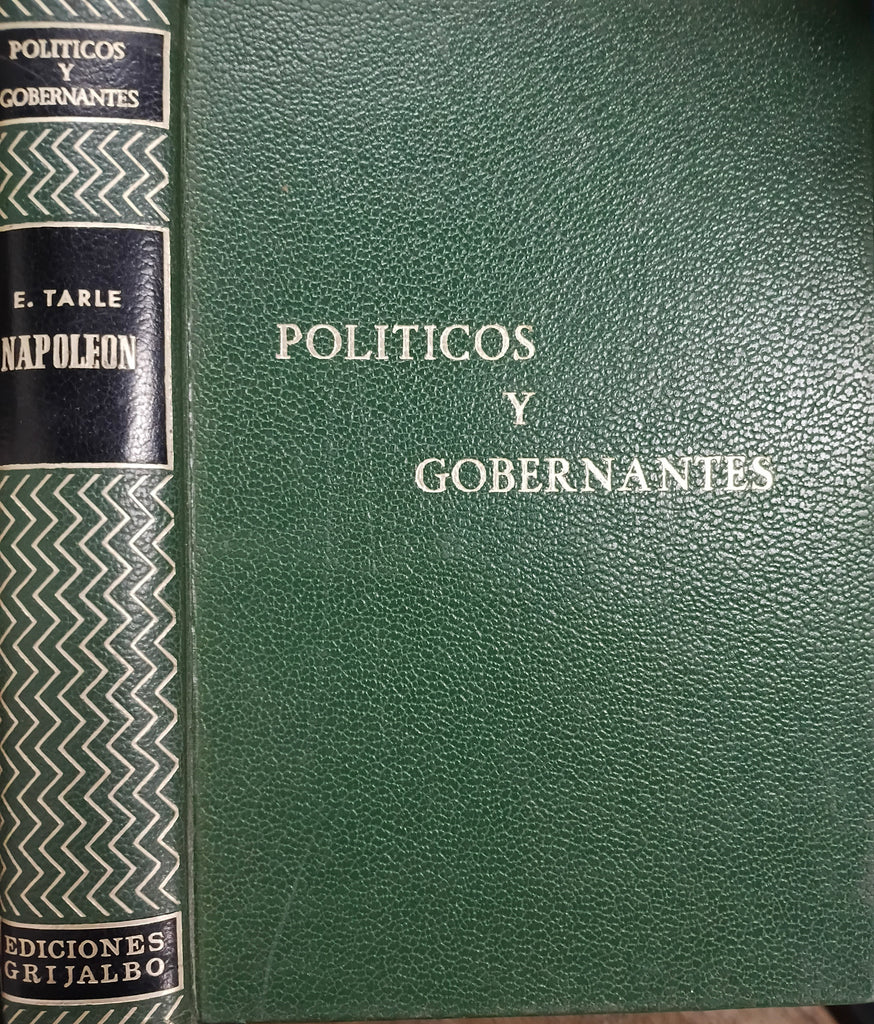 POLITICOS
Y
GOBERNANTES
E. TARLE
NAPOLEON
EDICIONES
GRIJALBO
POLITICOS
Y
GOBERNANTES